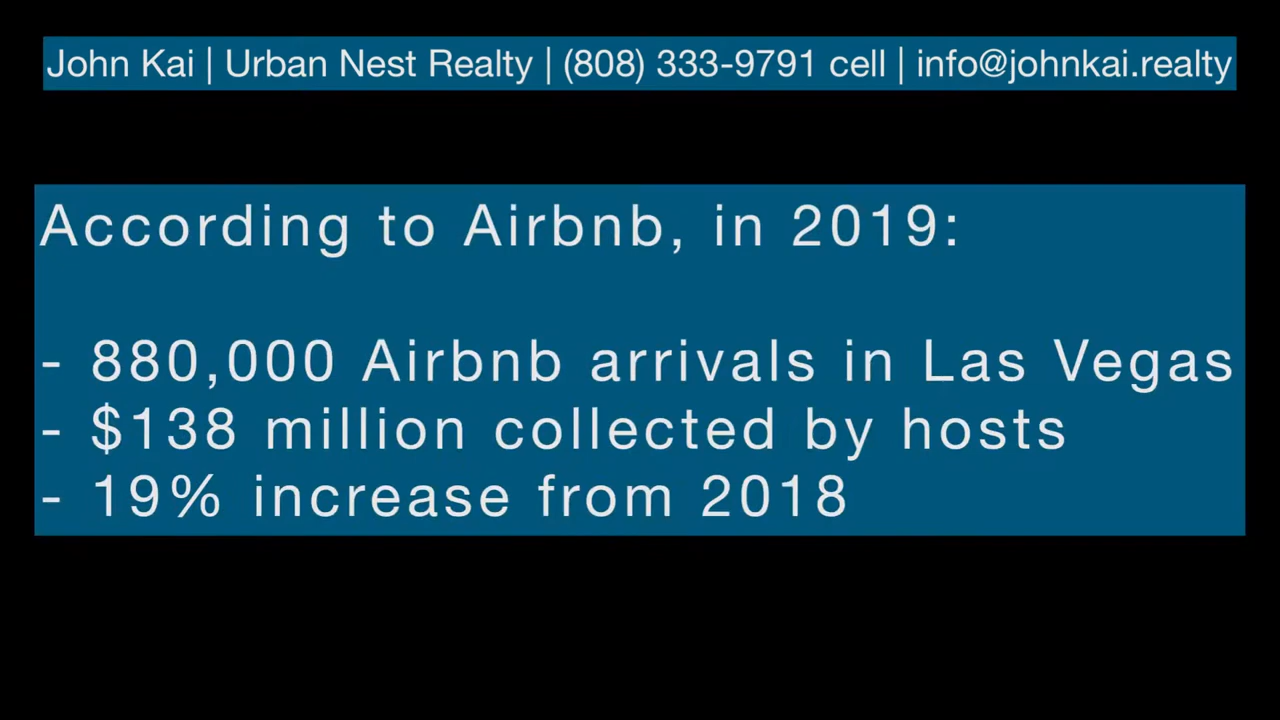 John Kai | Urban Nest Realty | (808) 333-9791 cell | info@johnkai.realty
According to Airbnb, in 2019:
- 880,000 Airbnb arrivals in Las Vegas
- $138 million collected by hosts
- 19% increase from 2018